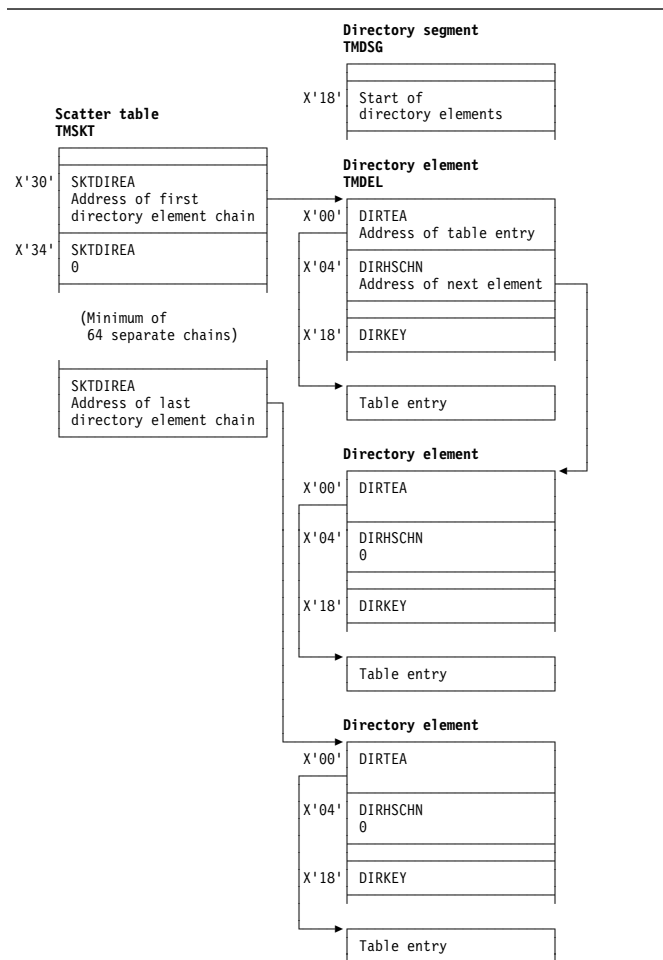 Directory segment
TMDSG
X'18' Start of
directory elements
Scatter table
TMSKT
X'30' SKTDIREA
Address of first
directory element chain
X'34' SKTDIREA
0
(Minimum of
64 separate chains)
SKTDIREA
Address of last
directory element chain
Directory element
TMDEL
X'00' DIRTEA
Address of table entry
X'04' DIRHSCHN
Address of next element
X'18' DIRKEY
Table entry
Directory element
X'00' DIRTEA
X'04' DIRHSCHN
0
X'18' DIRKEY
Table entry
Directory element
X'00' DIRTEA
X'04' DIRHSCHN
0
X'18' DIRKEY
Table entry